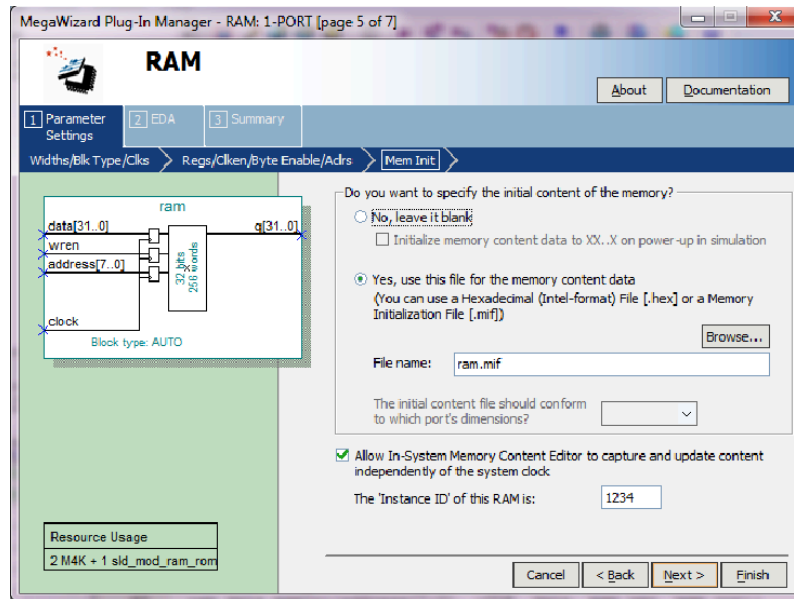 MegaWizard Plug-In Manager - RAM: 1-PORT [page 5 of 7]
RAM
About
Documentation
1 Parameter Settings
2 EDA
3 Summary
Widths/Blk Type/Clks
Regs/Clken/Byte Enable/Aclrs
Mem Init
ram
data[31..0]
q[31..0]
wren
address[7..0]
32 bits
256 words
x
clock
Block type: AUTO
Do you want to specify the initial content of the memory?
No, leave it blank
Initialize memory content data to XX..X on power-up in simulation
Yes, use this file for the memory content data
(You can use a Hexadecimal (Intel-format) File [.hex] or a Memory
Initialization File [.mif])
Browse...
File name:
ram.mif
The initial content file should conform
to which port's dimensions?
Allow In-System Memory Content Editor to capture and update content
independently of the system clock
The 'Instance ID' of this RAM is:
1234
Resource Usage
2 M4K + 1 sld_mod_ram_rom
Cancel
< Back
Next >
Finish